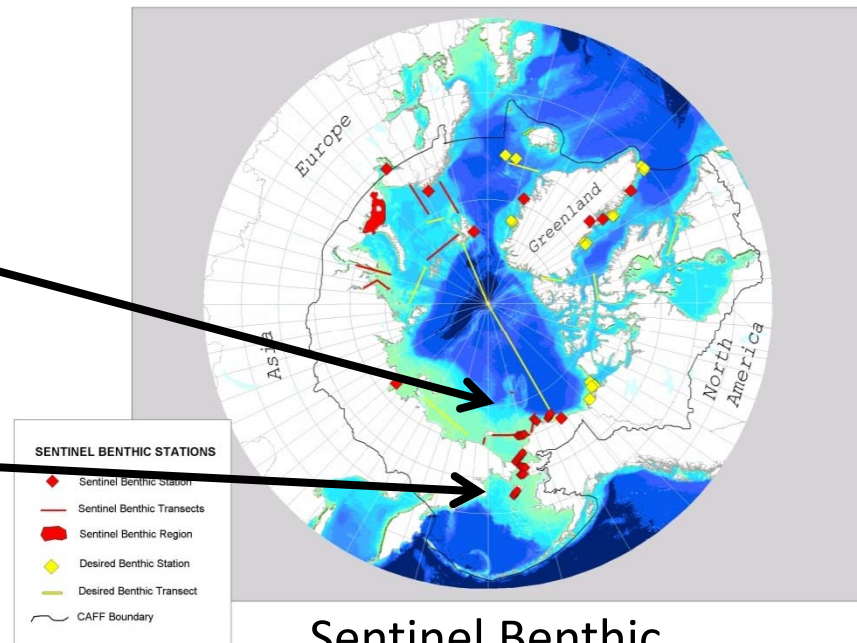 Europe
Greenland
Asia
North
America
SENTINEL BENTHIC STATIONS
Sentinel Benthic Station
Sentinel Benthic Transects
Sentinel Benthic Region
Desired Benthic Station
Desired Benthic Transect
CAFF Boundary
Sentinel Benthic